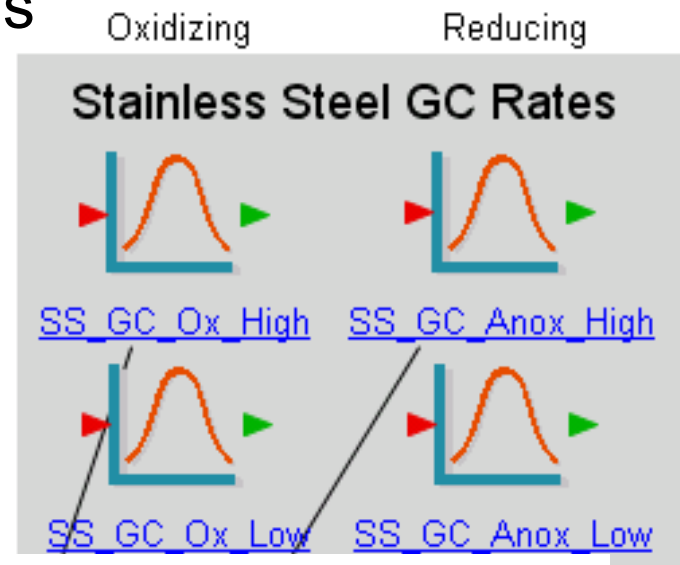 s
Oxidizing Reducing
Stainless Steel GC Rates
SS_GC_Ox_High SS_GC_Anox_High
SS_GC_Ox_Low SS_GC_Anox_Low